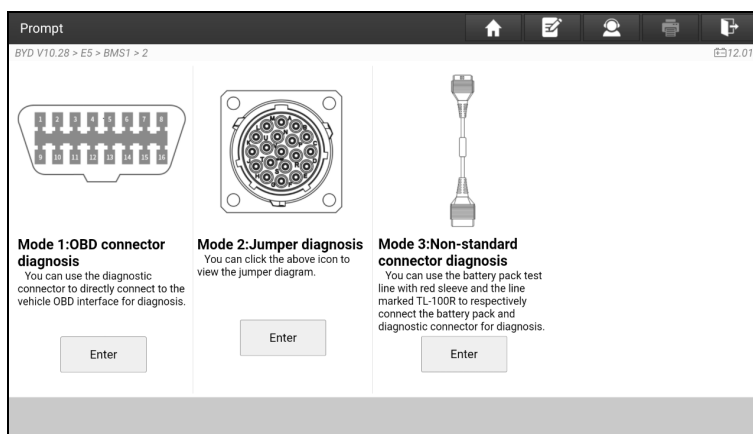 Prompt
BYD V10.28 > E5 > BMS1 > 2
12.01
1 2 3 4 5 6 7 8
9 10 11 12 13 14 15 16
Mode 1:OBD connector
diagnosis
You can use the diagnostic
connector to directly connect to the
vehicle OBD interface for diagnosis.
Enter
Mode 2:Jumper diagnosis
You can click the above icon to
view the jumper diagram.
Enter
Mode 3:Non-standard
connector diagnosis
You can use the battery pack test
line with red sleeve and the line
marked TL-100R to respectively
connect the battery pack and
diagnostic connector for diagnosis.
Enter